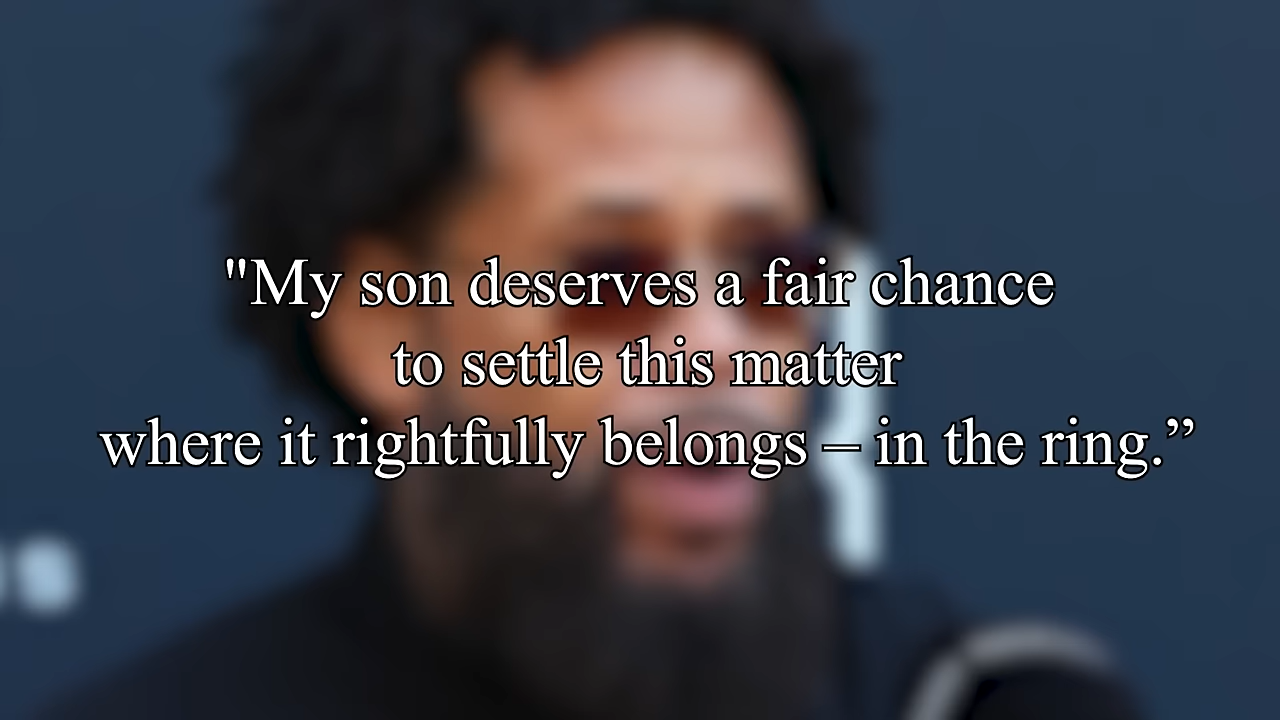 "My son deserves a fair chance
to settle this matter
where it rightfully belongs – in the ring.”